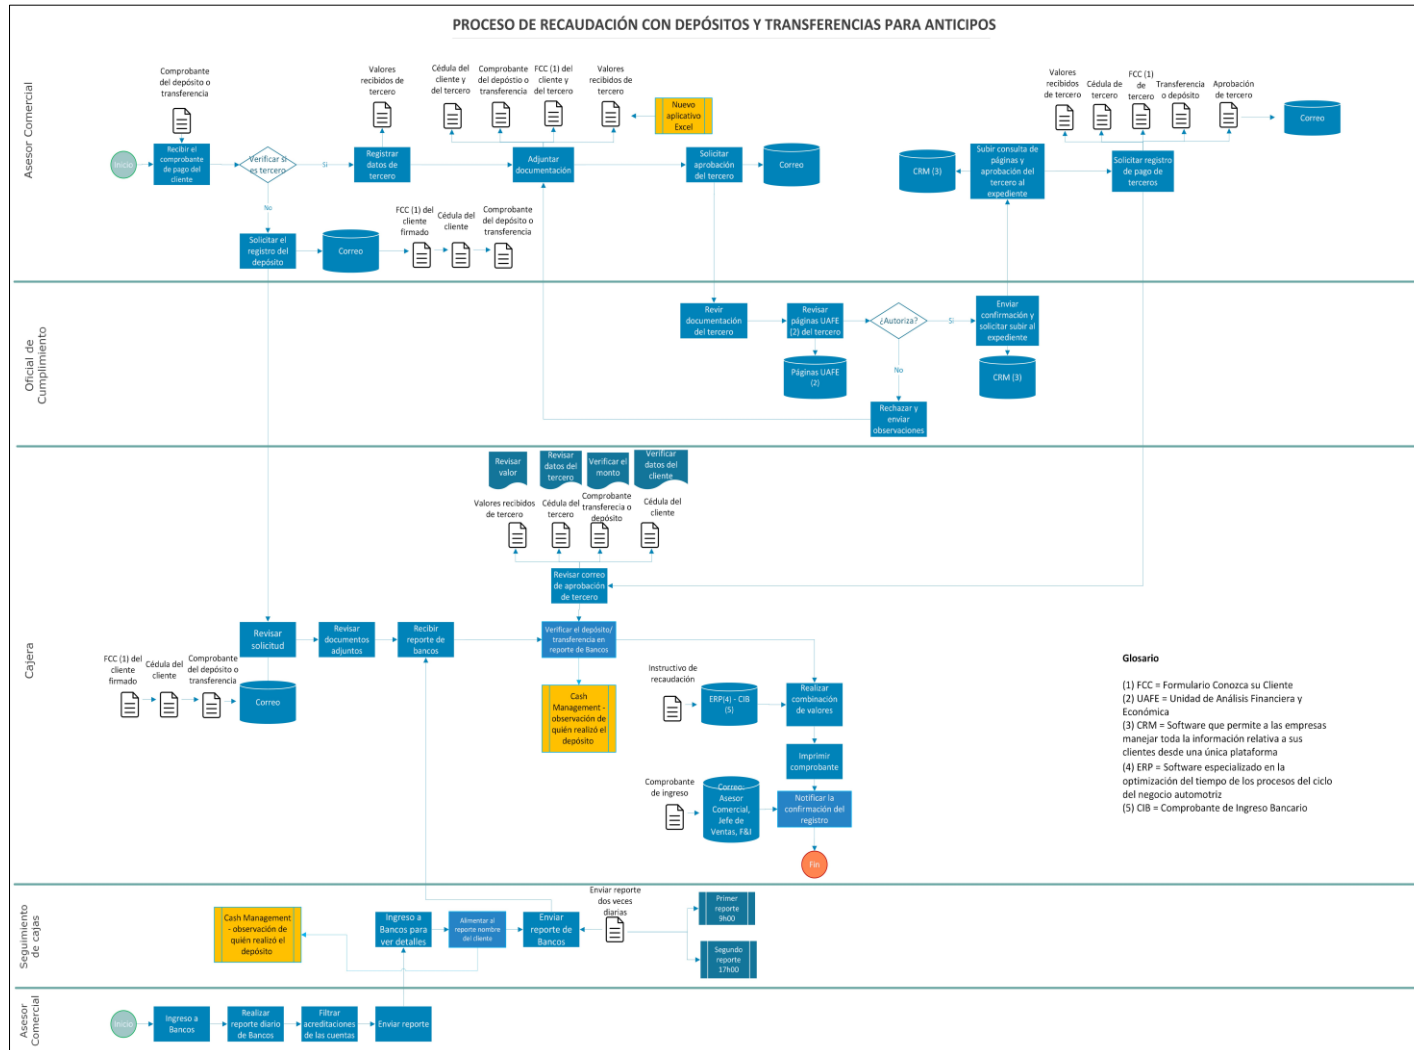 PROCESO DE RECAUDACIÓN CON DEPÓSITOS Y TRANSFERENCIAS PARA ANTICIPOS
Asesor Comercial
Comprobante
del depósito o
transferencia
Valores
recibidos de
tercero
Cédula del
cliente y
del tercero
Comprobante
del depóstio o
transferencia
FCC (1) del
cliente y del
tercero
Valores
recibidos de
tercero
Nuevo
aplicativo
Excel
Valores
recibidos
de tercero
Cédula de
tercero
FCC (1)
de
tercero
Transferencia
o depósito
Aprobación
de tercero
Correo
Inicio
Recibir el
comprobante
de pago del
cliente
Verificar si
es tercero
Si
Registrar
datos de
tercero
Adjuntar
documentación
Solicitar
aprobación
del tercero
Correo
CRM (3)
Subir consulta de
páginas y
aprobación del
tercero al
expediente
Solicitar registro
de pago de
terceros
No
Solicitar el
registro del
depósito
Correo
FCC (1) del
cliente
firmado
Cédula del
cliente
Comprobante
del depósito o
transferencia
Oficial de
Cumplimiento
Revir
documentación
del tercero
Revisar
páginas UAFE
(2) del tercero
¿Autoriza?
Si
Enviar
confirmación y
solicitar subir al
expediente
Páginas UAFE
(2)
No
CRM (3)
Rechazar y
enviar
observaciones
Cajera
Revisar
valor
Revisar
datos del
tercero
Verificar el
monto
Verificar
datos del
cliente
Valores recibidos
de tercero
Cédula del
tercero
Comprobante
transferecia o
depósito
Cédula del
cliente
Revisar correo
de aprobación
de tercero
Revisar
solicitud
Revisar
documentos
adjuntos
Recibir
reporte de
bancos
Verificar el depósito/
transferencia en
reporte de Bancos
FCC (1) del
cliente
firmado
Cédula del
cliente
Comprobante
del depósito o
transferencia
Correo
Cash
Management -
observación de
quién realizó el
depósito
Instructivo de
recaudación
ERP(4) - CIB
(5)
Realizar
combinación
de valores
Imprimir
comprobante
Comprobante
de ingreso
Correo:
Asesor
Comercial,
Jefe de
Ventas, F&I
Notificar la
confirmación del
registro
Fin
Glosario
(1) FCC = Formulario Conozca su Cliente
(2) UAFE = Unidad de Análisis Financiera y
Económica
(3) CRM = Software que permite a las empresas
manejar toda la información relativa a sus
clientes desde una única plataforma
(4) ERP = Software especializado en la
optimización del tiempo de los procesos del ciclo
del negocio automotriz
(5) CIB = Comprobante de Ingreso Bancario
Seguimiento
de cajas
Cash Management
- observación de
quién realizó el
depósito
Ingreso a
Bancos para
ver detalles
Alimentar al
reporte nombre
del cliente
Enviar
reporte de
Bancos
Enviar reporte
dos veces
diarias
Primer
reporte
9h00
Segundo
reporte
17h00
Asesor
Comercial
Inicio
Ingreso a
Bancos
Realizar
reporte diario
de Bancos
Filtrar
acreditaciones
de las cuentas
Enviar reporte